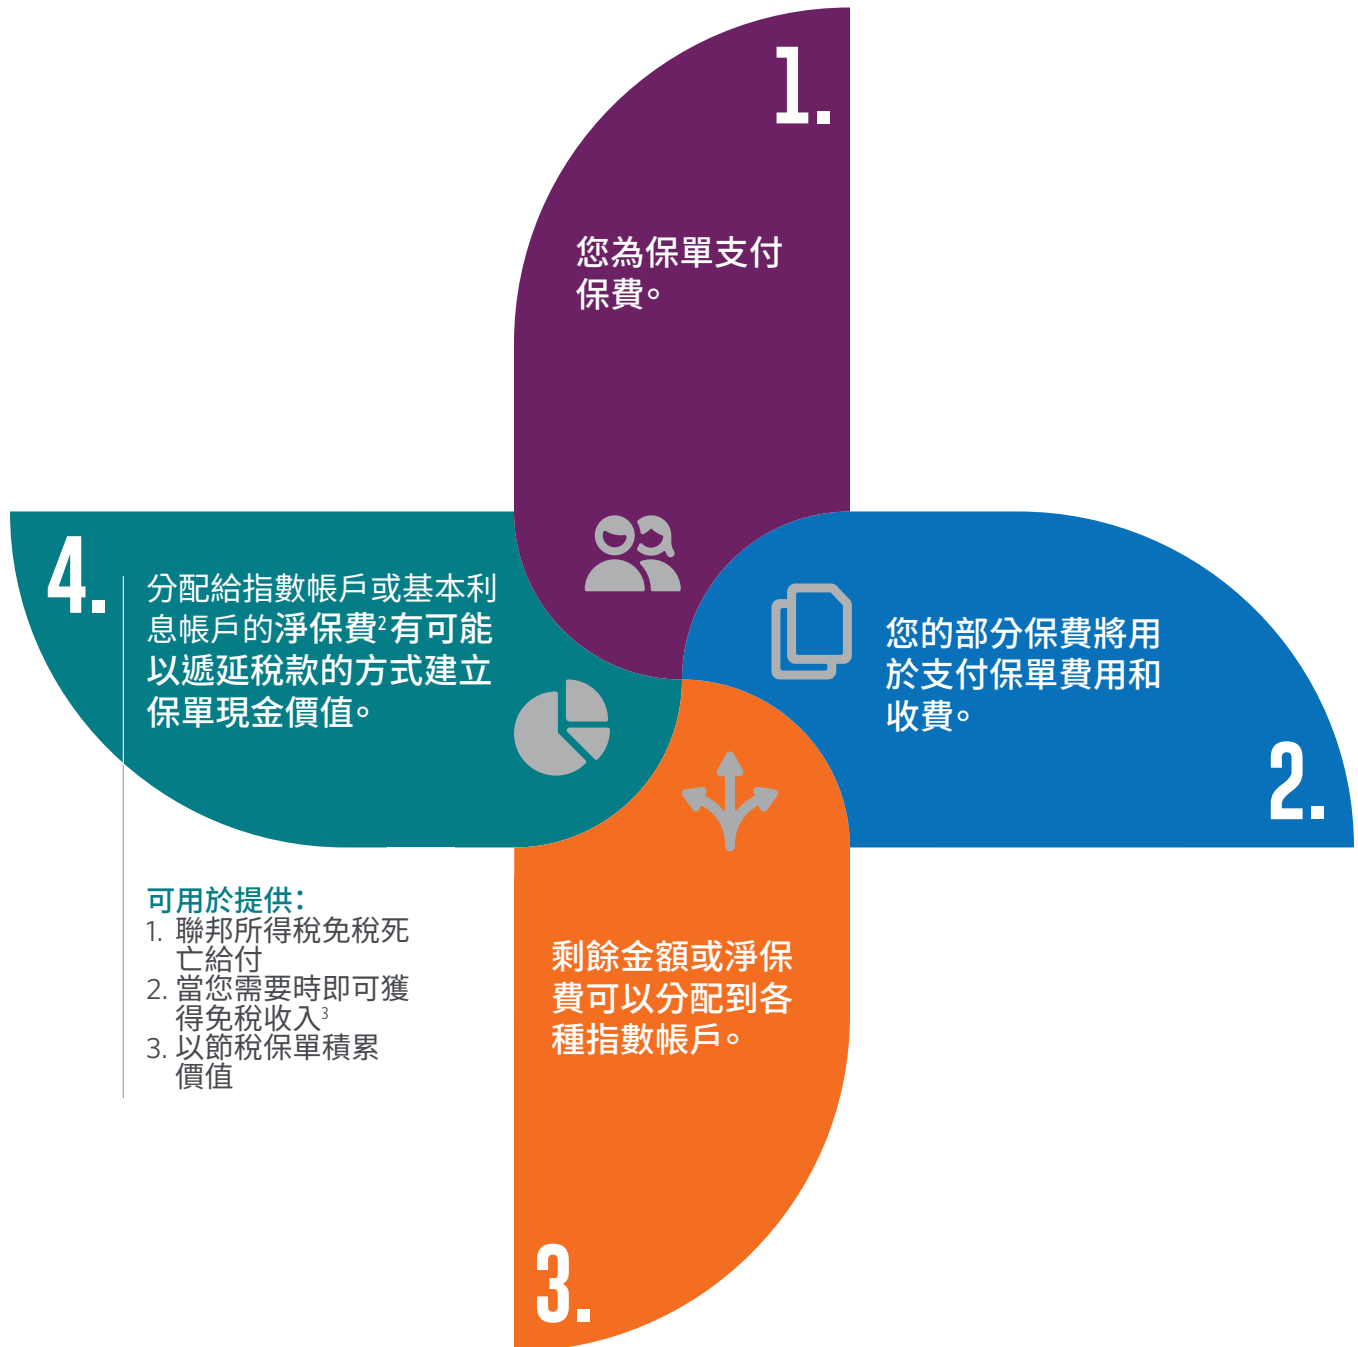 1.
您為保單支付
保費。
2.
您的部分保費將用
於支付保單費用和
收費。
3.
剩餘金額或淨保
費可以分配到各
種指數帳戶。
4.
分配給指數帳戶或基本利
息帳戶的淨保費²有可能
以遞延稅款的方式建立
保單現金價值。
可用於提供：
1. 聯邦所得稅免稅死
亡給付
2. 當您需要時即可獲
得免稅收入³
3. 以節稅保單積累
價值